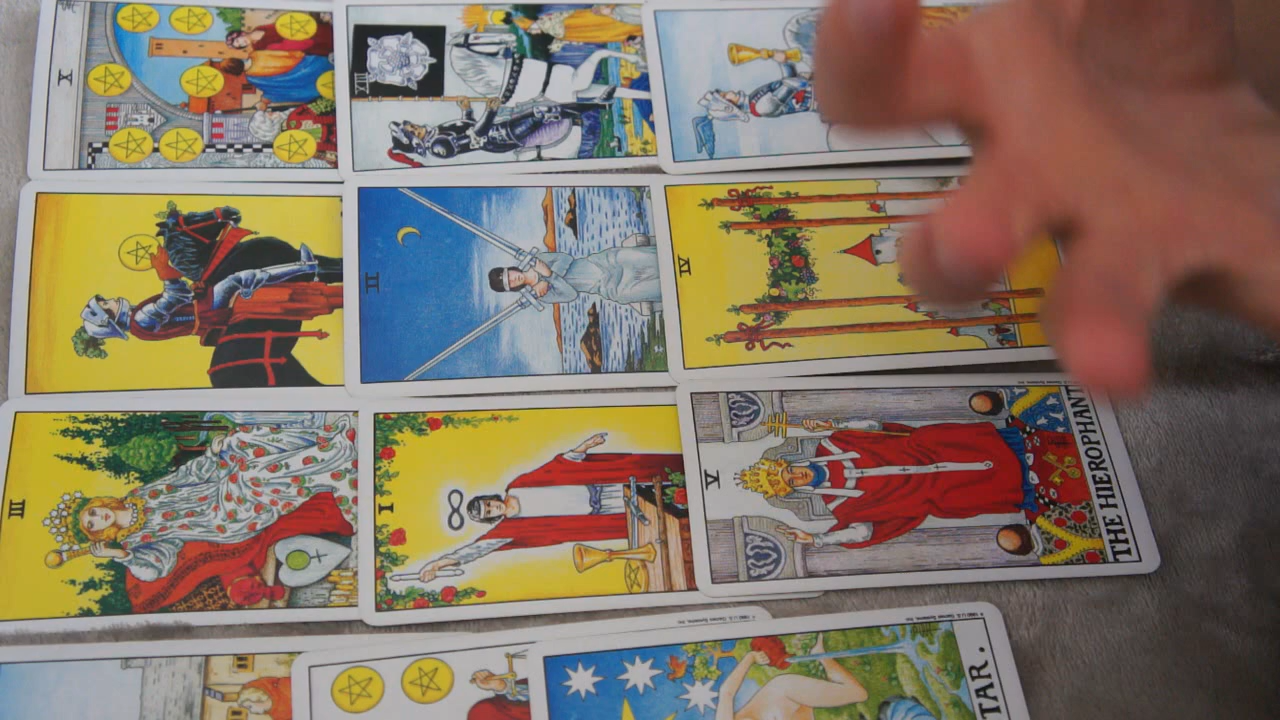 X
XIII
II
IV
III
I
V
THE HIEROPHANT
TAR.